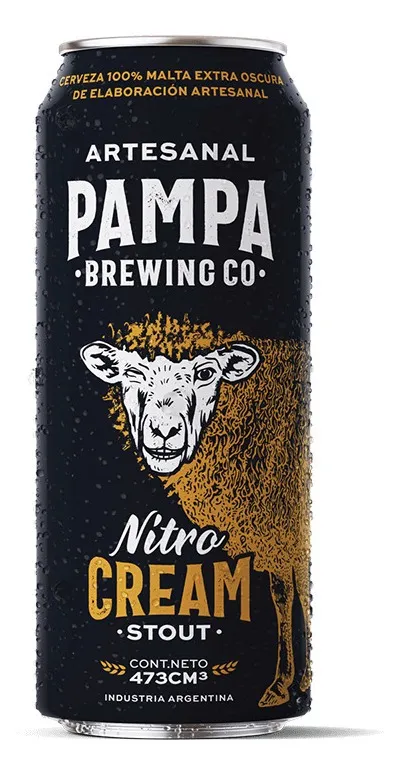 CERVEZA 100% MALTA EXTRA OSCURA
DE ELABORACIÓN ARTESANAL
ARTESANAL
PAMPA
·BREWING CO·
Nitro
CREAM
·STOUT·
CONT.NETO
473CM³
INDUSTRIA ARGENTINA